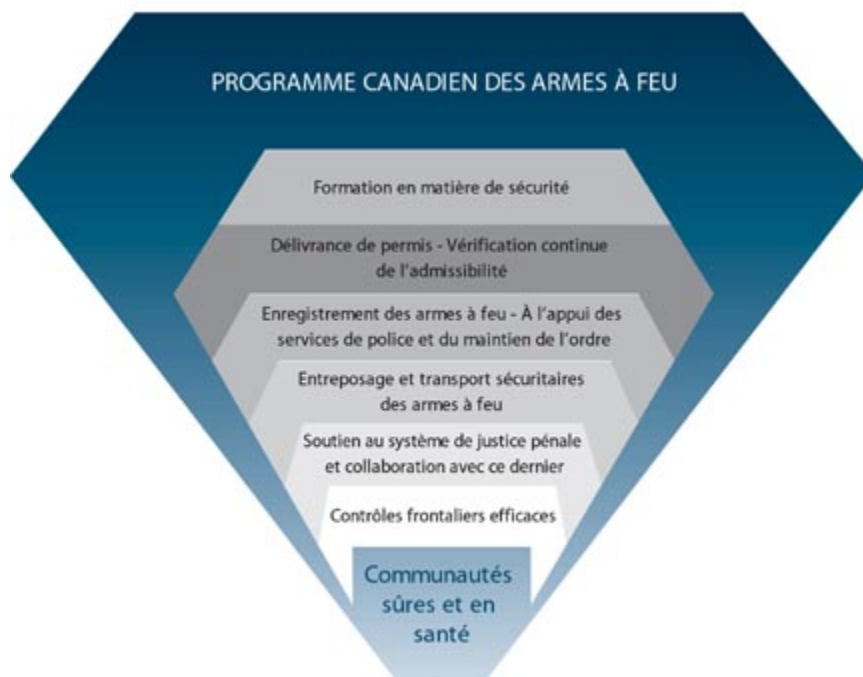 PROGRAMME CANADIEN DES ARMES À FEU
Formation en matière de sécurité
Délivrance de permis - Vérification continue
de l'admissibilité
Enregistrement des armes à feu - À l'appui des
services de police et du maintien de l'ordre
Entreposage et transport sécuritaires
des armes à feu
Soutien au système de justice pénale
et collaboration avec ce dernier
Contrôles frontaliers efficaces
Communautés
sûres et en
santé